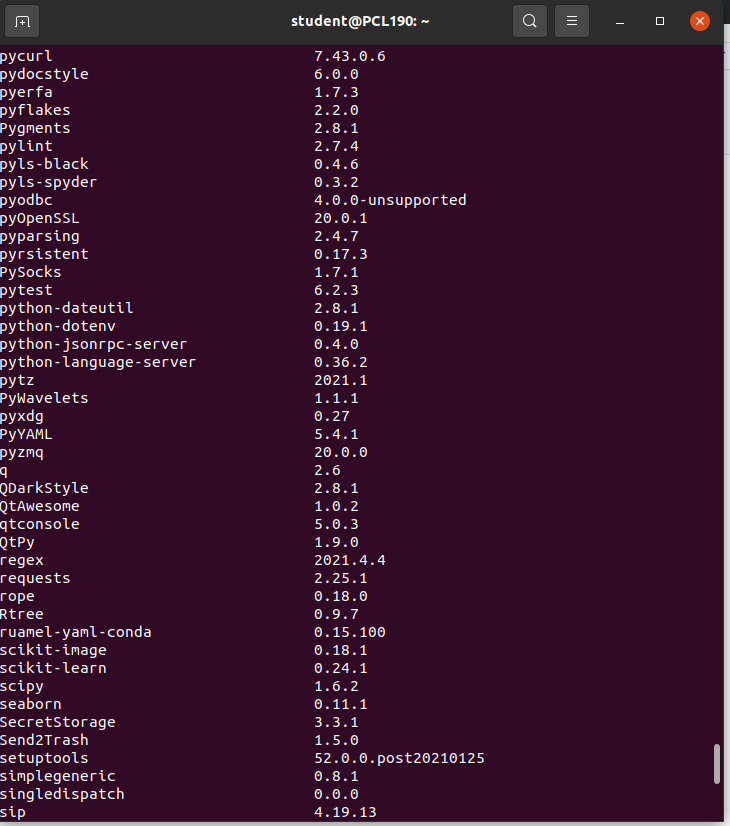 student@PCL190: ~
pycurl 7.43.0.6
pydocstyle 6.0.0
pyerfa 1.7.3
pyflakes 2.2.0
Pygments 2.8.1
pylint 2.7.4
pyls-black 0.4.6
pyls-spyder 0.3.2
pyodbc 4.0.0-unsupported
pyOpenSSL 20.0.1
pyparsing 2.4.7
pyrsistent 0.17.3
PySocks 1.7.1
pytest 6.2.3
python-dateutil 2.8.1
python-dotenv 0.19.1
python-jsonrpc-server 0.4.0
python-language-server 0.36.2
pytz 2021.1
PyWavelets 1.1.1
pyxdg 0.27
PyYAML 5.4.1
pyzmq 20.0.0
q 2.6
QDarkStyle 2.8.1
QtAwesome 1.0.2
qtconsole 5.0.3
QtPy 1.9.0
regex 2021.4.4
requests 2.25.1
rope 0.18.0
Rtree 0.9.7
ruamel-yaml-conda 0.15.100
scikit-image 0.18.1
scikit-learn 0.24.1
scipy 1.6.2
seaborn 0.11.1
SecretStorage 3.3.1
Send2Trash 1.5.0
setuptools 52.0.0.post20210125
simplegeneric 0.8.1
singledispatch 0.0.0
sip 4.19.13